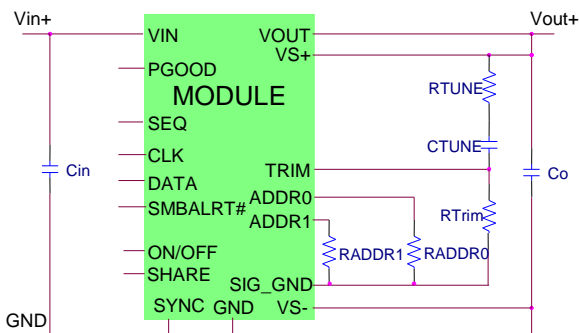 Vin+
Vout+
VIN
VOUT
VS+
PGOOD
RTUNE
MODULE
SEQ
CTUNE
CLK
TRIM
Cin
Co
DATA
ADDR0
SMBALRT#
ADDR1
RTrim
ON/OFF
RADDR1
RADDR0
SHARE
SIG_GND
SYNC
GND
VS-
GND